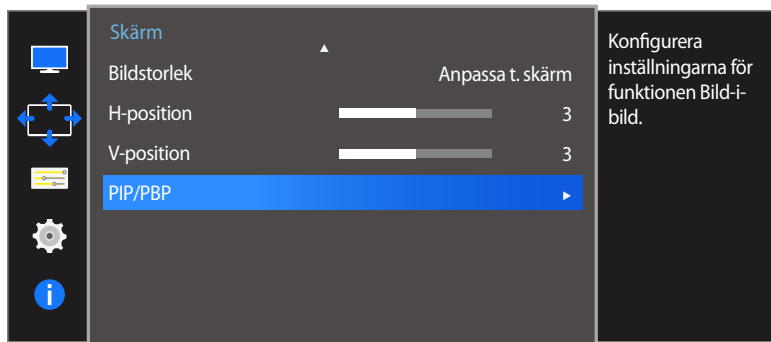 Skärm
Bildstorlek Anpassa t. skärm
H-position 3
V-position 3
PIP/PBP
Konfigurera
inställningarna för
funktionen Bild-i-
bild.